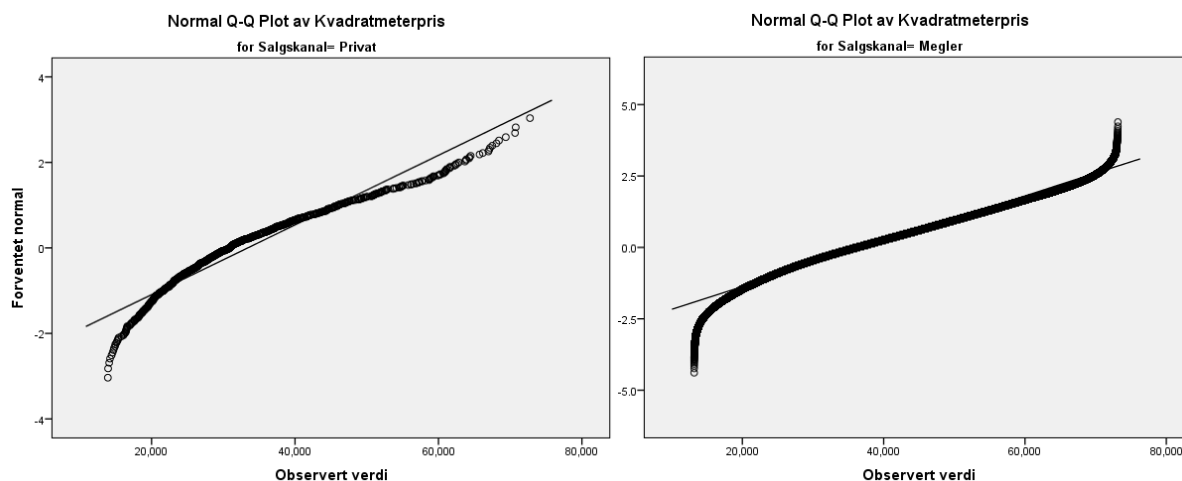 Normal Q-Q Plot av Kvadratmeterpris
for Salgskanal= Privat
Forventet normal
4
2
0
-2
-4
20,000 40,000 60,000 80,000
Observert verdi
Normal Q-Q Plot av Kvadratmeterpris
for Salgskanal= Megler
5.0
2.5
0.0
-2.5
-5.0
20,000 40,000 60,000 80,000
Observert verdi